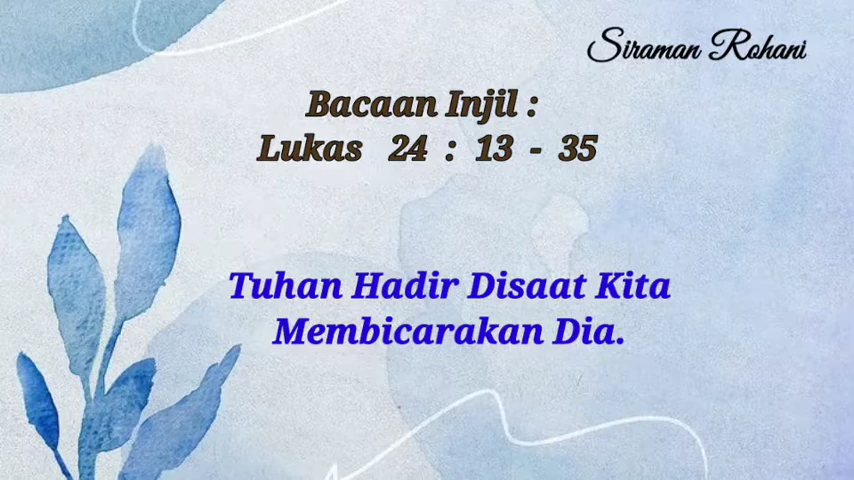 Siraman Rohani
Bacaan Injil :
Lukas 24 : 13 - 35
Tuhan Hadir Disaat Kita
Membicarakan Dia.